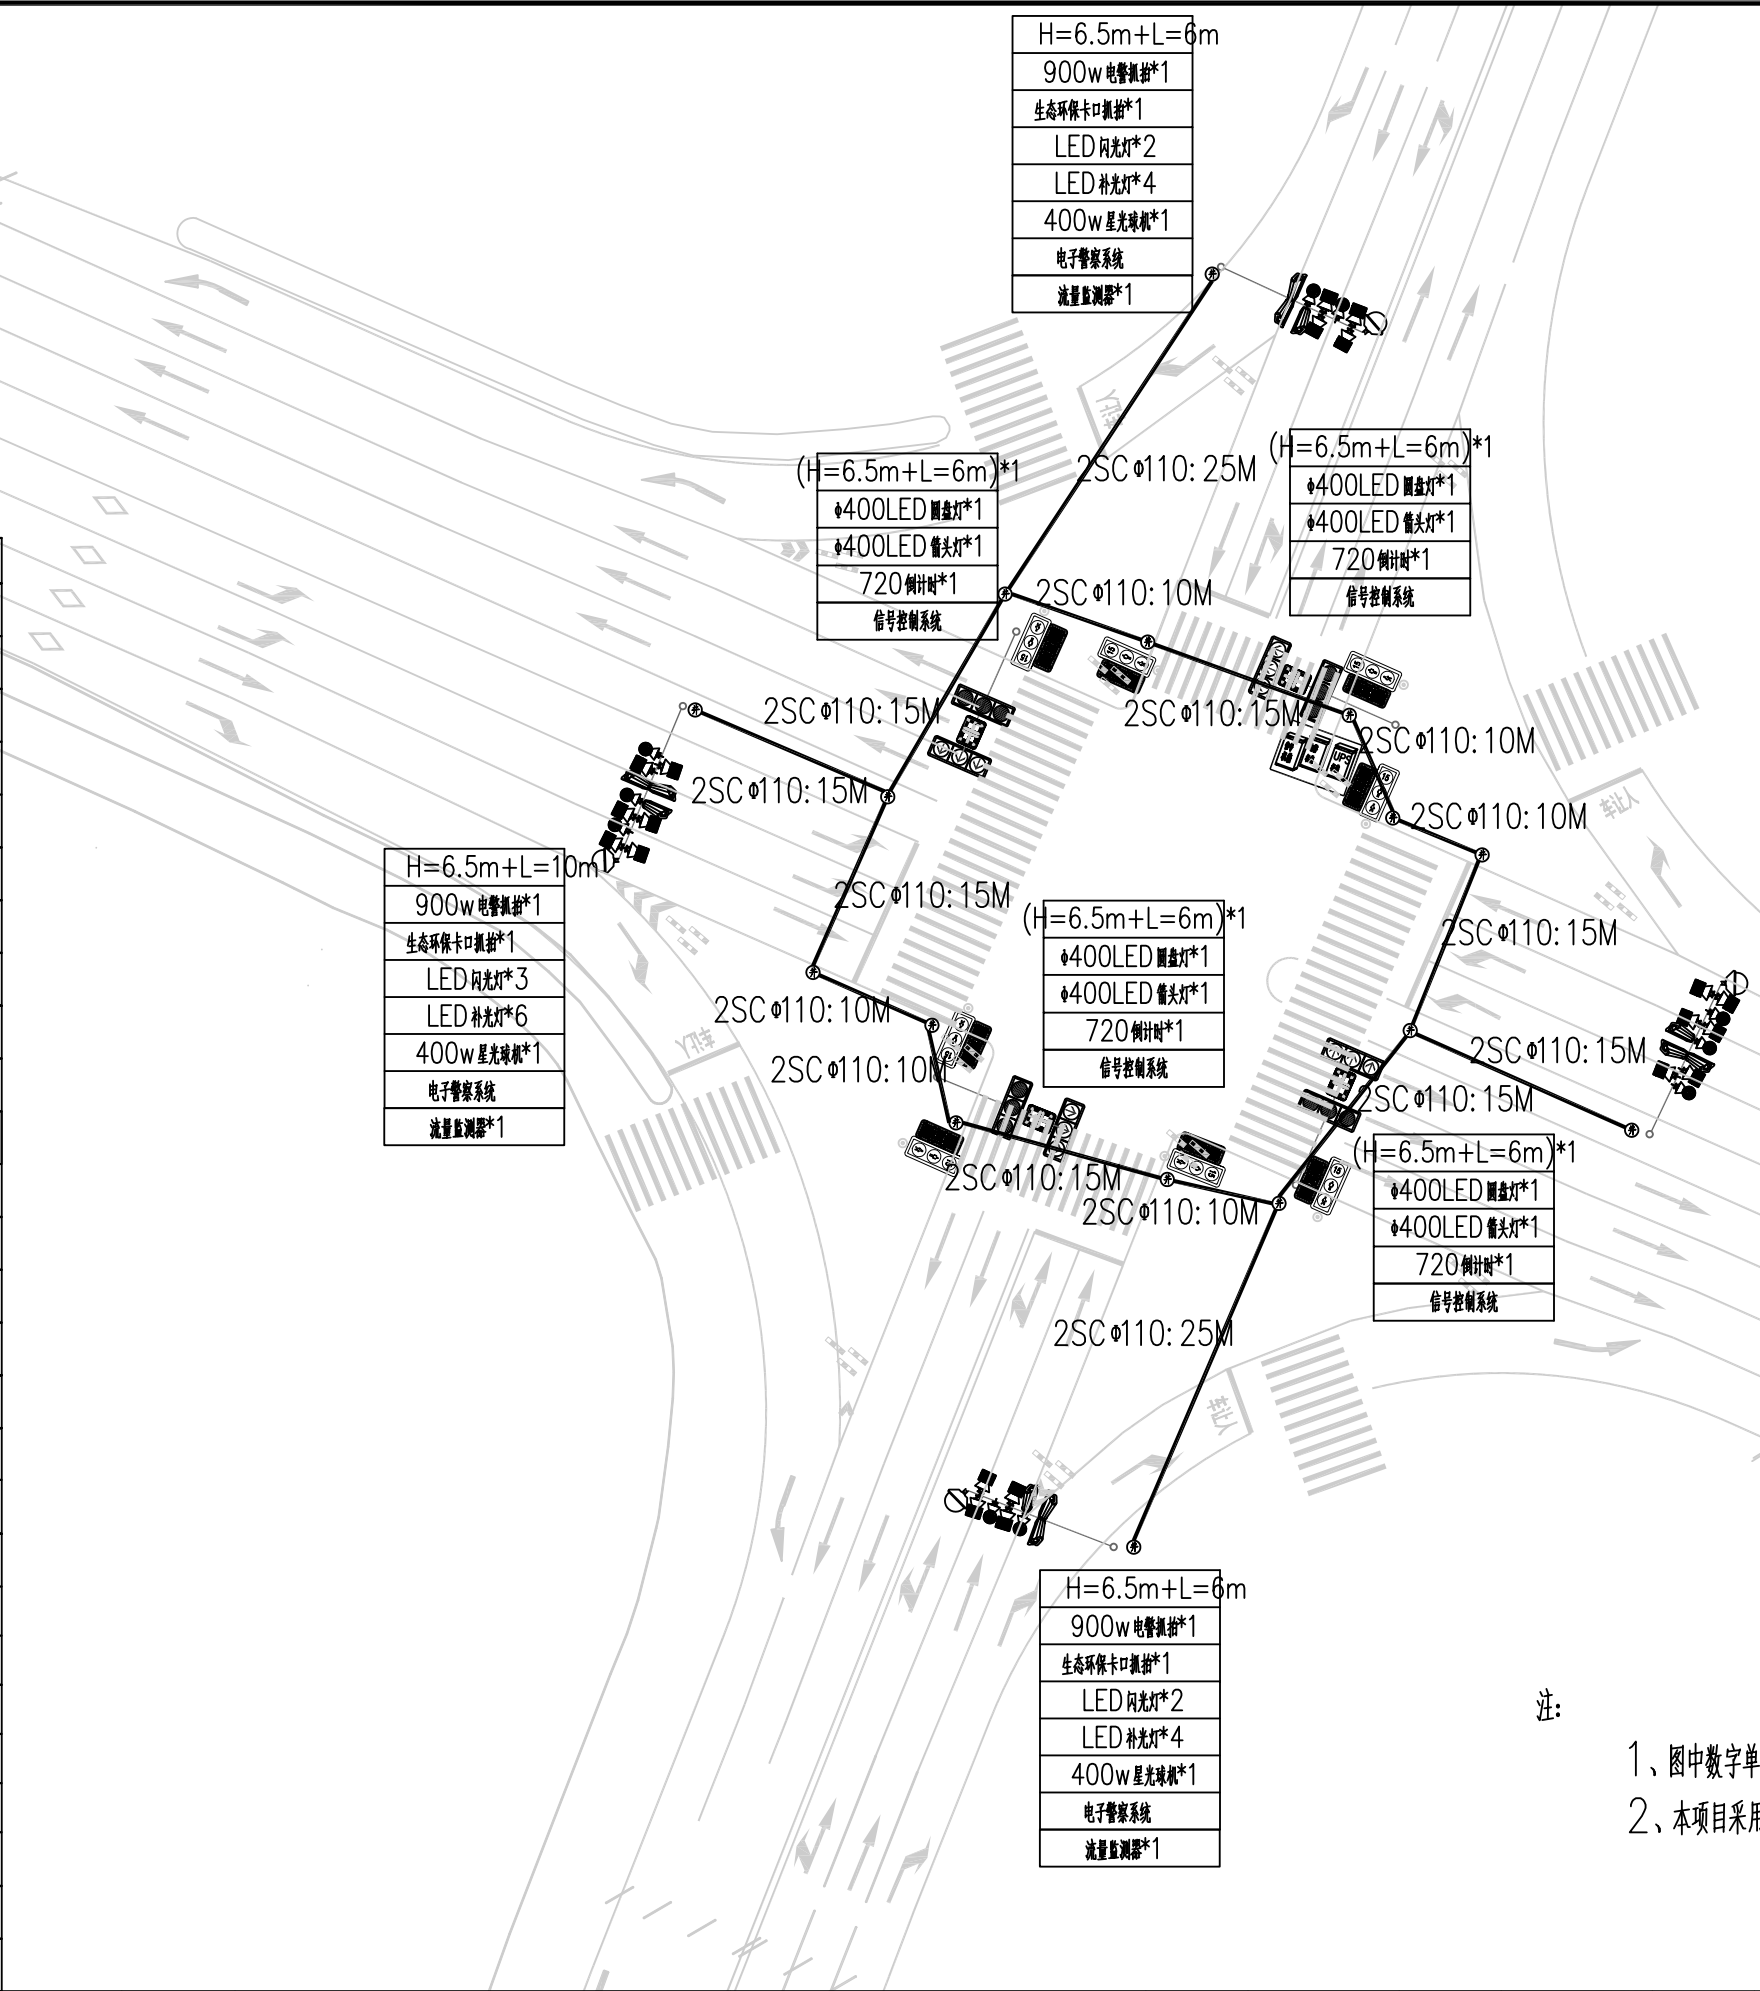 H=6.5m+L=6m
900w电警抓拍*1
生态环保卡口抓拍*1
LED闪光灯*2
LED补光灯*4
400w星光球机*1
电子警察系统
流量监测器*1
2SCΦ110:25M
(H=6.5m+L=6m)*1
Φ400LED圆盘灯*1
Φ400LED箭头灯*1
720倒计时*1
信号控制系统
(H=6.5m+L=6m)*1
Φ400LED圆盘灯*1
Φ400LED箭头灯*1
720倒计时*1
信号控制系统
2SCΦ110:10M
2SCΦ110:15M
2SCΦ110:15M
2SCΦ110:10M
2SCΦ110:15M
2SCΦ110:10M
2SCΦ110:15M
H=6.5m+L=10m
900w电警抓拍*1
生态环保卡口抓拍*1
LED闪光灯*3
LED补光灯*6
400w星光球机*1
电子警察系统
流量监测器*1
(H=6.5m+L=6m)*1
Φ400LED圆盘灯*1
Φ400LED箭头灯*1
720倒计时*1
信号控制系统
2SCΦ110:15M
2SCΦ110:10M
2SCΦ110:15M
2SCΦ110:10M
2SCΦ110:15M
2SCΦ110:15M
2SCΦ110:10M
(H=6.5m+L=6m)*1
Φ400LED圆盘灯*1
Φ400LED箭头灯*1
720倒计时*1
信号控制系统
2SCΦ110:25M
H=6.5m+L=6m
900w电警抓拍*1
生态环保卡口抓拍*1
LED闪光灯*2
LED补光灯*4
400w星光球机*1
电子警察系统
流量监测器*1
注:
1、图中数字单
2、本项目采用